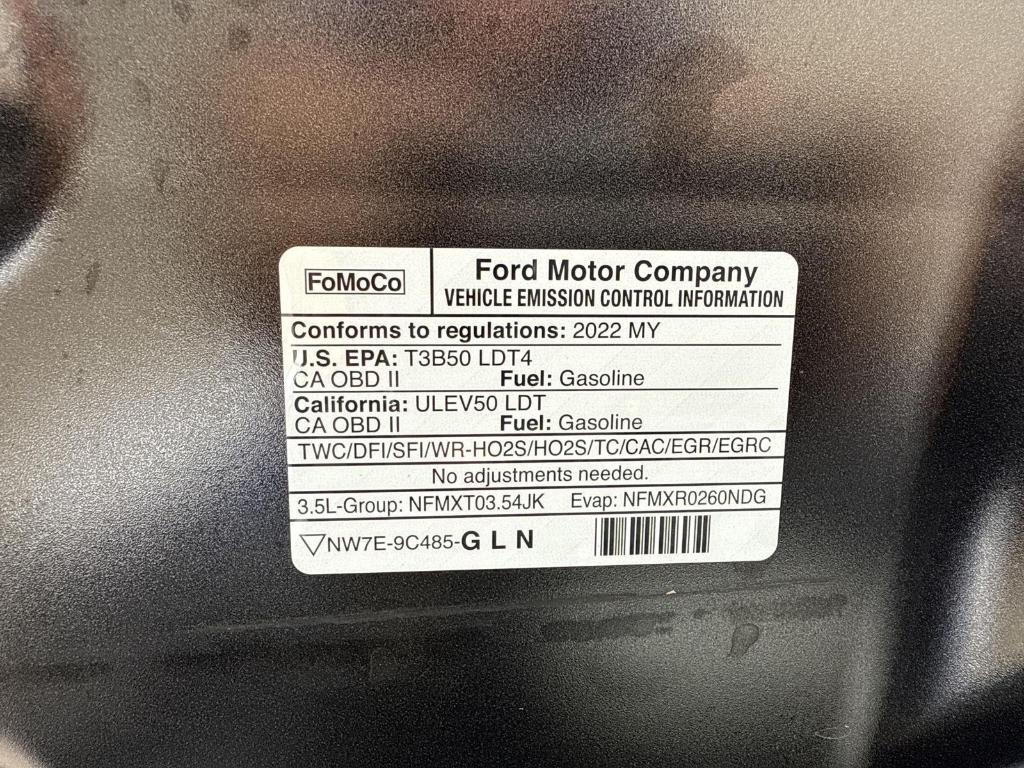 FoMoCo
Ford Motor Company
VEHICLE EMISSION CONTROL INFORMATION
Conforms to regulations: 2022 MY
U.S. EPA: T3B50 LDT4
CA OBD II Fuel: Gasoline
California: ULEV50 LDT
CA OBD II Fuel: Gasoline
TWC/DFI/SFI/WR-HO2S/HO2S/TC/CAC/EGR/EGRC
No adjustments needed.
3.5L-Group: NFMXT03.54JK Evap: NFMXR0260NDG
NW7E-9C485-G L N